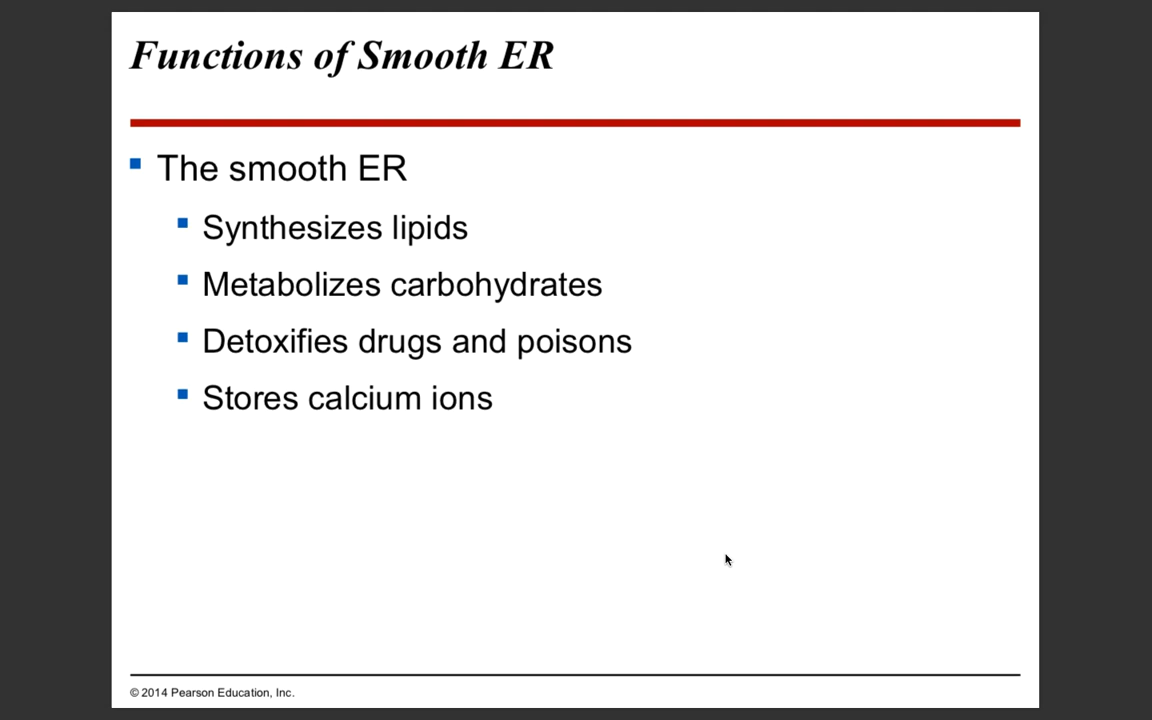 Functions of Smooth ER
The smooth ER
Synthesizes lipids
Metabolizes carbohydrates
Detoxifies drugs and poisons
Stores calcium ions
© 2014 Pearson Education, Inc.